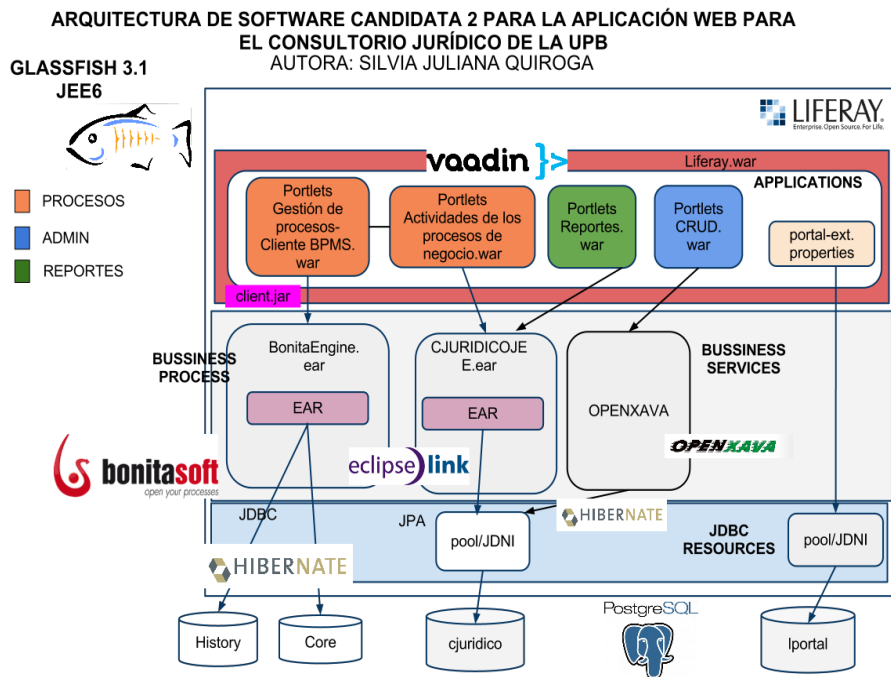 ARQUITECTURA DE SOFTWARE CANDIDATA 2 PARA LA APLICACIÓN WEB PARA
EL CONSULTORIO JURÍDICO DE LA UPB
AUTORA: SILVIA JULIANA QUIROGA
GLASSFISH 3.1
JEE6
LIFERAY.
Enterprise. Open Source. For Life.
vaadin }>
Liferay.war
APPLICATIONS
PROCESOS
ADMIN
REPORTES
Portlets
Gestión de
procesos-
Cliente BPMS.
war
Portlets
Actividades de los
procesos de
negocio.war
Portlets
Reportes.
war
Portlets
CRUD.
war
portal-ext.
properties
client.jar
BUSSINESS
PROCESS
BonitaEngine.
ear
EAR
CJURIDICOJE
E.ear
EAR
OPENXAVA
BUSSINESS
SERVICES
OPENXAVA
bonitasoft
open your processes
eclipse link
JDBC
JPA
HIBERNATE
pool/JDNI
HIBERNATE
JDBC
RESOURCES
pool/JDNI
History
Core
cjuridico
PostgreSQL
lportal